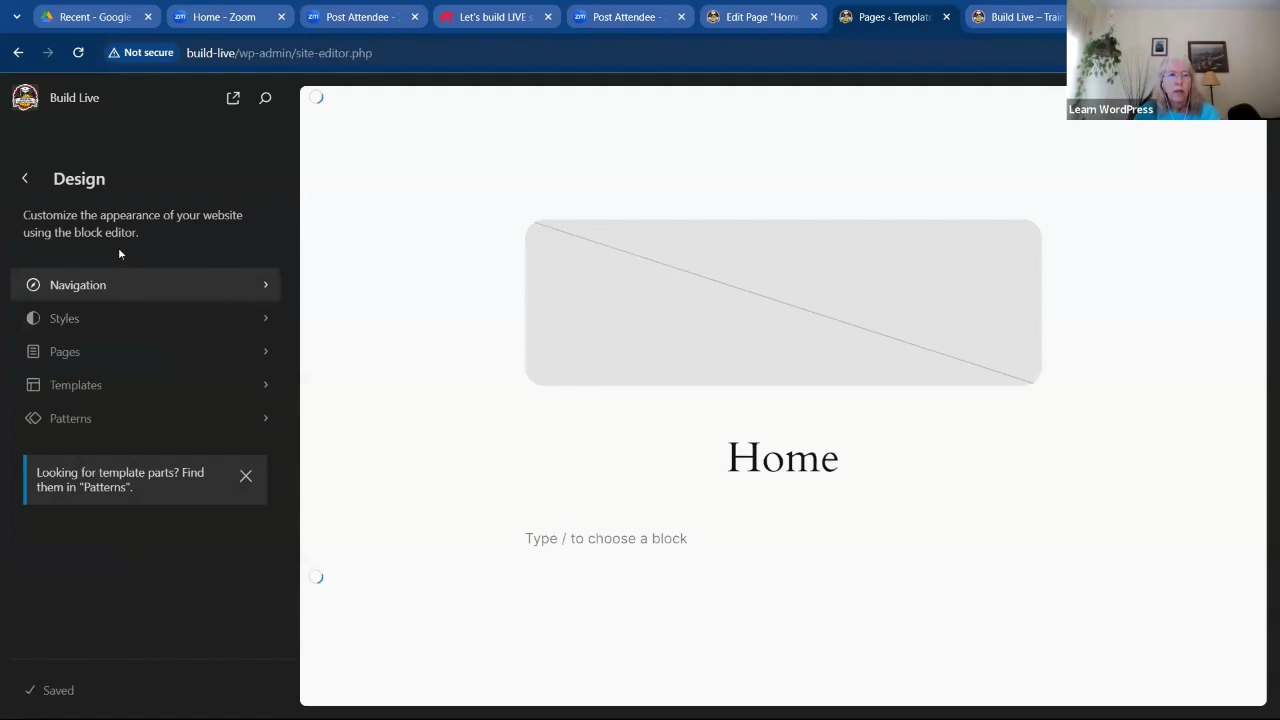 Recent - Google
Home - Zoom
Post Attendee -
Let's build LIVE s
Post Attendee -
Edit Page "Home
Pages ‹ Templat
Build Live – Train
Not secure
build-live/wp-admin/site-editor.php
Learn WordPress
Build Live
Design
Customize the appearance of your website
using the block editor.
Navigation
Styles
Pages
Templates
Patterns
Looking for template parts? Find
them in "Patterns".
Saved
Home
Type / to choose a block